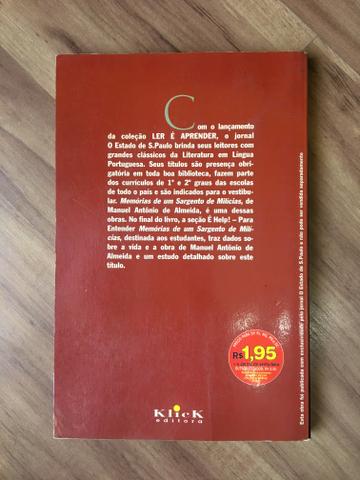 Com o lançamento
da coleção LER É APRENDER, o jornal
O Estado de S.Paulo brinda seus leitores com
grandes clássicos da Literatura em Língua
Portuguesa. Seus títulos são presença obri-
gatória em toda boa biblioteca, fazem parte
dos currículos de 1º e 2º graus das escolas
de todo o país e são indicados para o vestibu-
lar. Memórias de um Sargento de Milícias, de
Manuel Antônio de Almeida, é uma dessas
obras. No final do livro, a seção E Help! – Para
Entender Memórias de um Sargento de Milí-
cias, destinada aos estudantes, traz dados
sobre a vida e a obra de Manuel Antônio de
Almeida e um estudo detalhado sobre este
título.
R$1,95
Klick
editora
Esta obra foi publicada com exclusividade pelo jornal O Estado de S.Paulo e não pode ser vendida separadamente